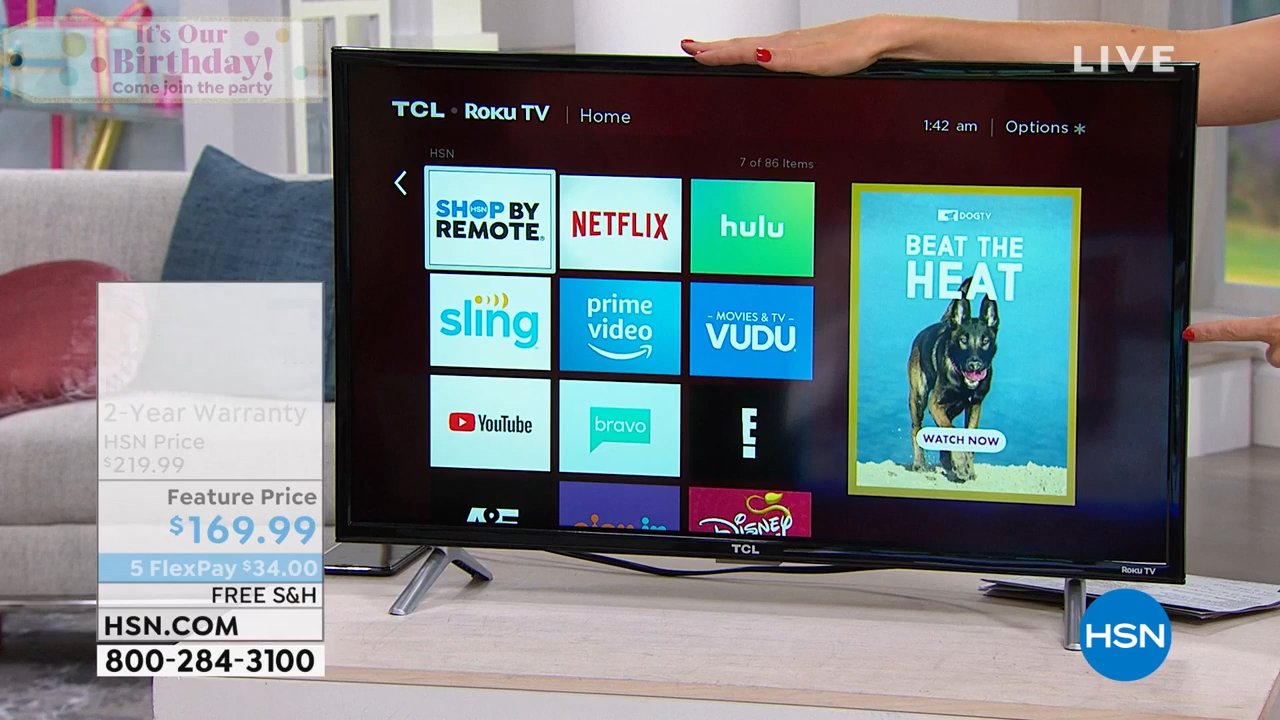 It's Our
Birthday!
Come join the party
LIVE
TCL • Roku TV | Home
1:42 am | Options *
HSN
7 of 86 Items
SHOP BY
HSN
REMOTE.
NETFLIX
hulu
sling
prime
video
- MOVIES & TV -
VUDU
YouTube
bravo
E
A&E
Disney
DOGTV
BEAT THE
HEAT
WATCH NOW
TCL
Roku TV
2-Year Warranty
HSN Price
$219.99
Feature Price
$169.99
5 FlexPay $34.00
FREE S&H
HSN.COM
800-284-3100
HSN